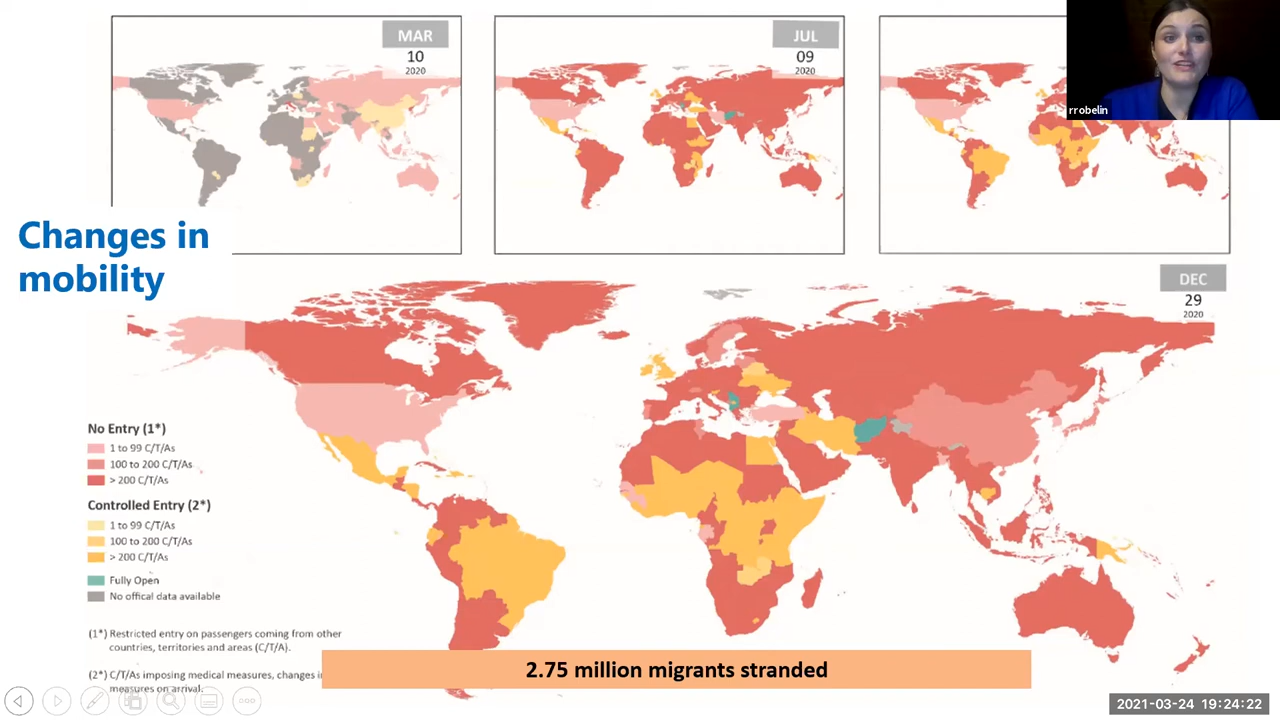 MAR
10
2020
JUL
09
2020
rrobelin
Changes in
mobility
DEC
29
2020
No Entry (1*)
1 to 99 C/T/As
100 to 200 C/T/As
> 200 C/T/As
Controlled Entry (2*)
1 to 99 C/T/As
100 to 200 C/T/As
> 200 C/T/As
Fully Open
No offical data available
(1*) Restricted entry on passengers coming from other
countries, territories and areas (C/T/A).
(2*) C/T/As imposing medical measures, changes
measures on arrival.
2.75 million migrants stranded
2021-03-24 19:24:22